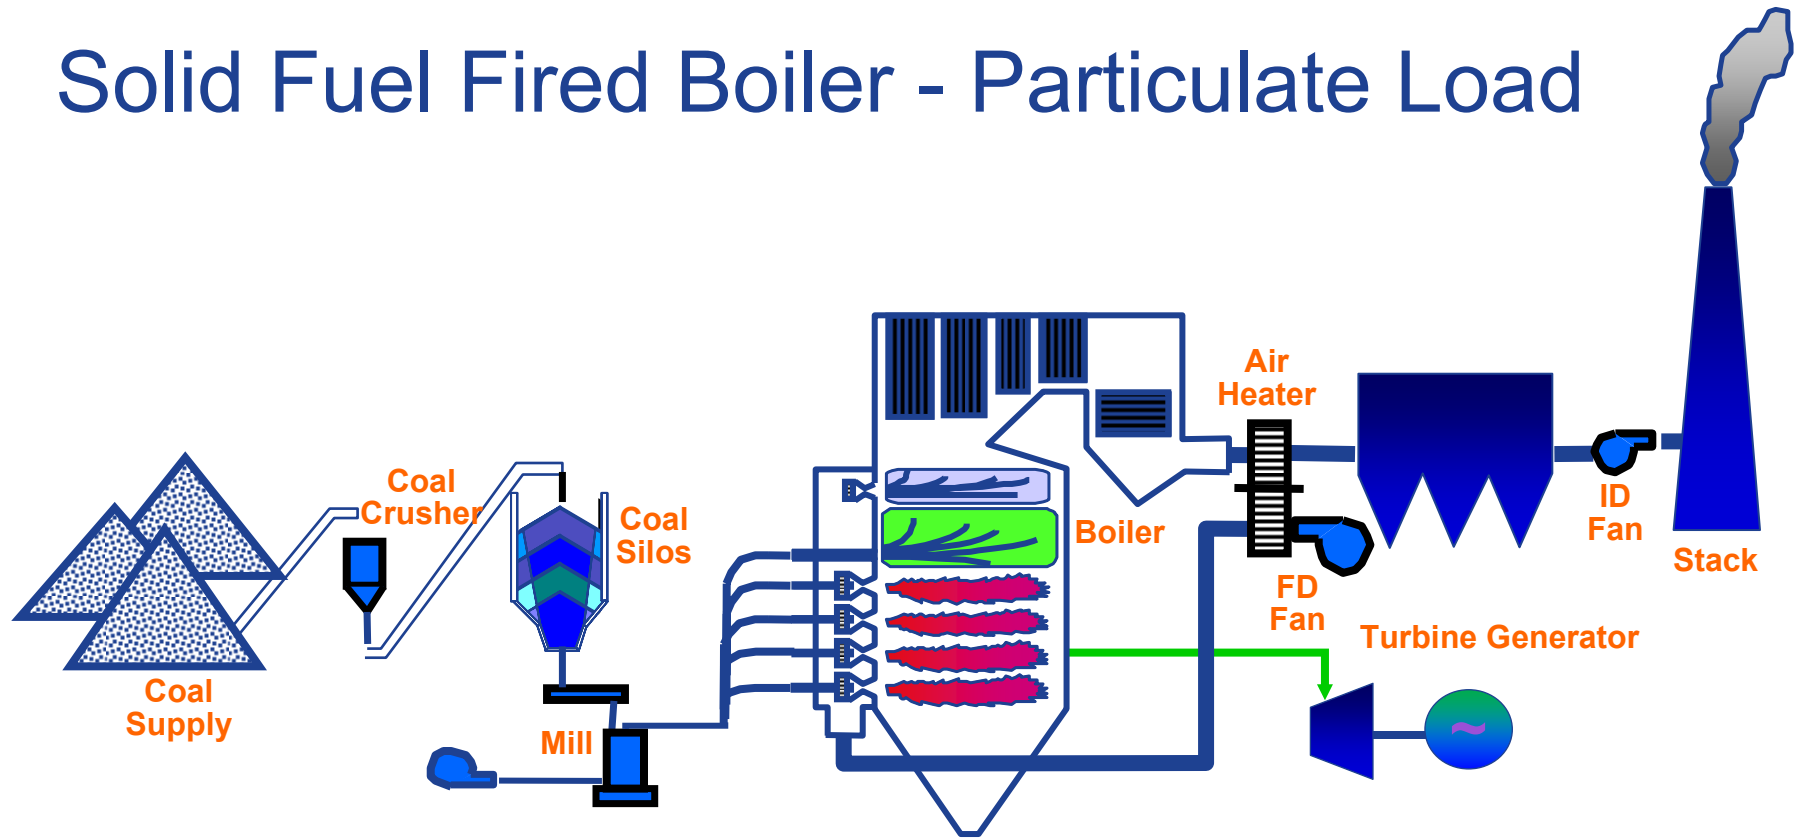 Solid Fuel Fired Boiler - Particulate Load
Coal
Supply
Coal
Crusher
Coal
Silos
Mill
Boiler
Air
Heater
FD
Fan
ID
Fan
Stack
Turbine Generator
~